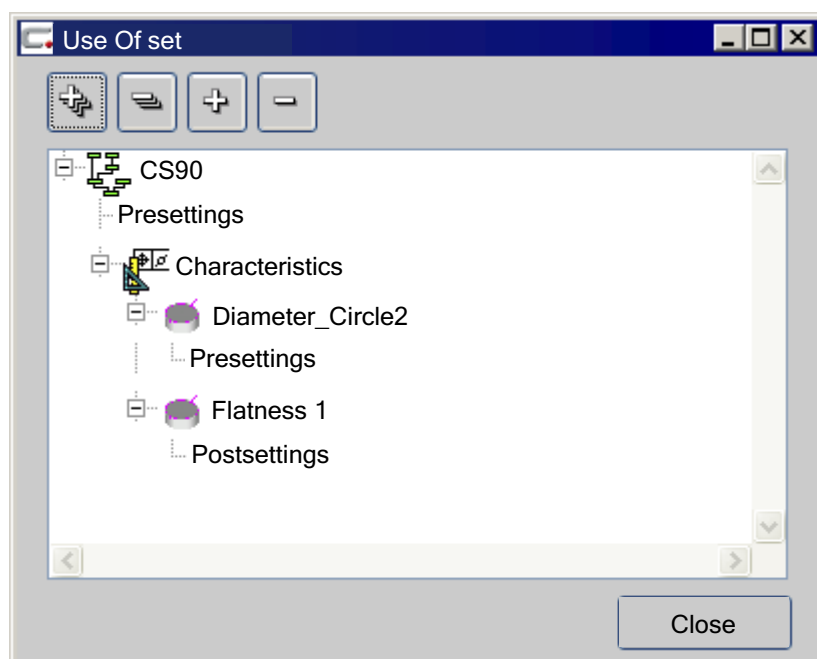 Use Of set
CS90
Presettings
Characteristics
Diameter_Circle2
Presettings
Flatness 1
Postsettings
Close